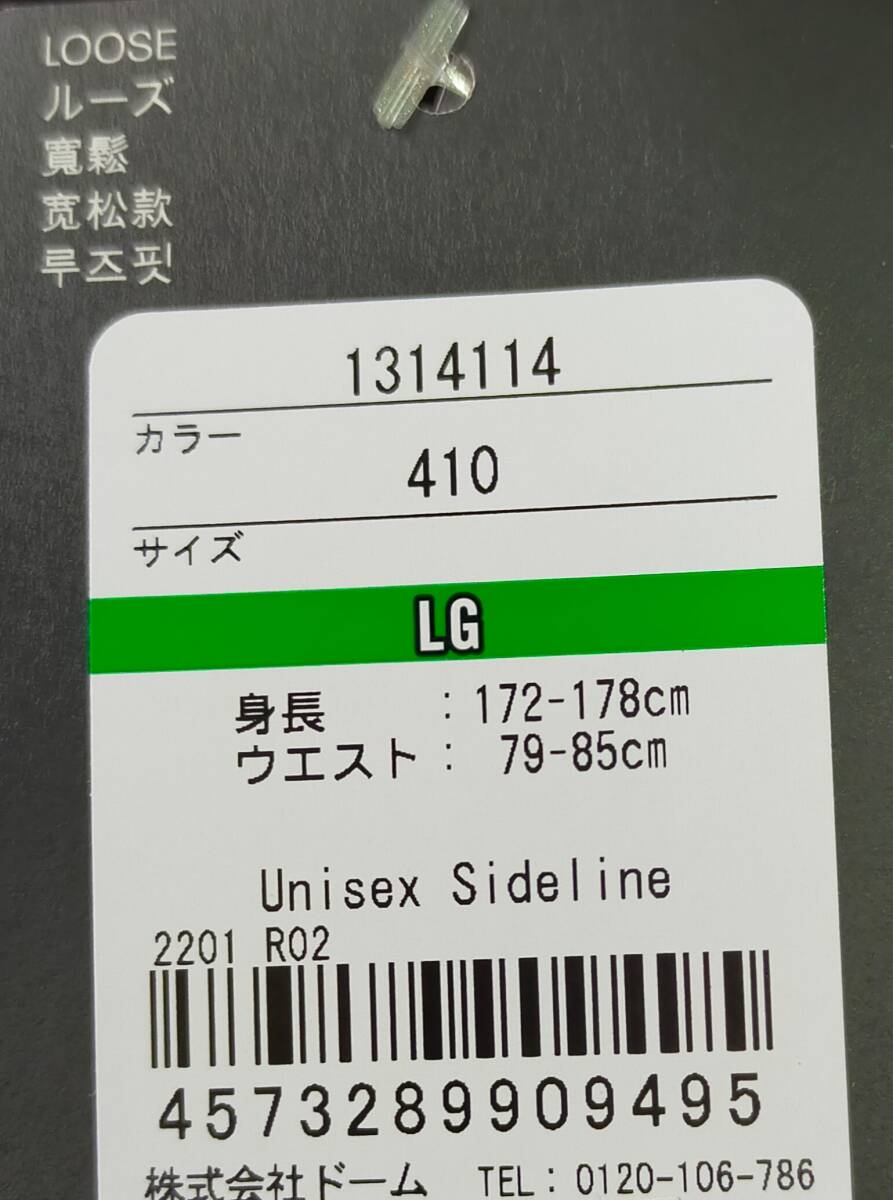 LOOSE
ルーズ
寬鬆
宽松款
루즈핏
1314114
カラー
410
サイズ
LG
身長 : 172-178cm
ウエスト : 79-85cm
Unisex Sideline
2201 R02
4573289909495
株式会社ドーム TEL: 0120-106-786